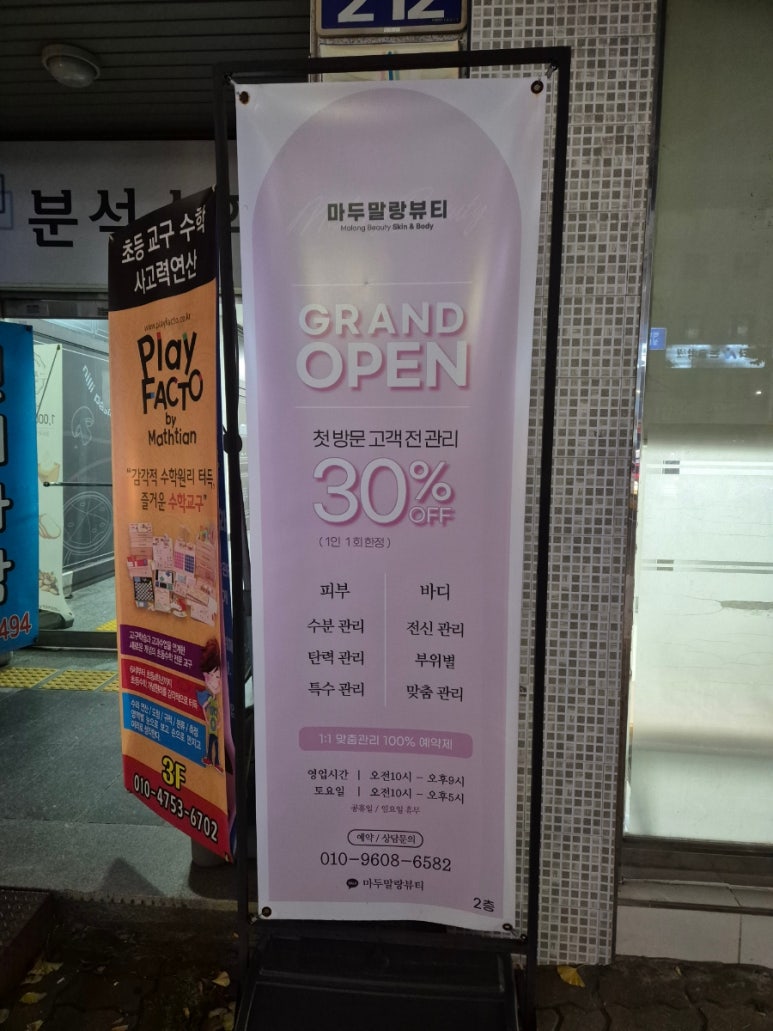 212
분석
초등 교구 수학
사고력연산
www.playfacto.co.kr
Play
FACTO
by
Mathtian
"감각적 수학원리 터득,
즐거운 수학교구"
3F
010-4753-6702
494
마두말랑뷰티
Malang Beauty Skin & Body
GRAND
OPEN
첫 방문 고객 전 관리
30%
OFF
(1인 1회 한정)
피부
바디
수분 관리
전신 관리
탄력 관리
부위별
특수 관리
맞춤 관리
1:1 맞춤관리 100% 예약제
영업시간 | 오전10시 - 오후9시
토요일 | 오전10시 - 오후5시
공휴일 / 일요일 휴무
예약 / 상담문의
010-9608-6582
마두말랑뷰티
2층